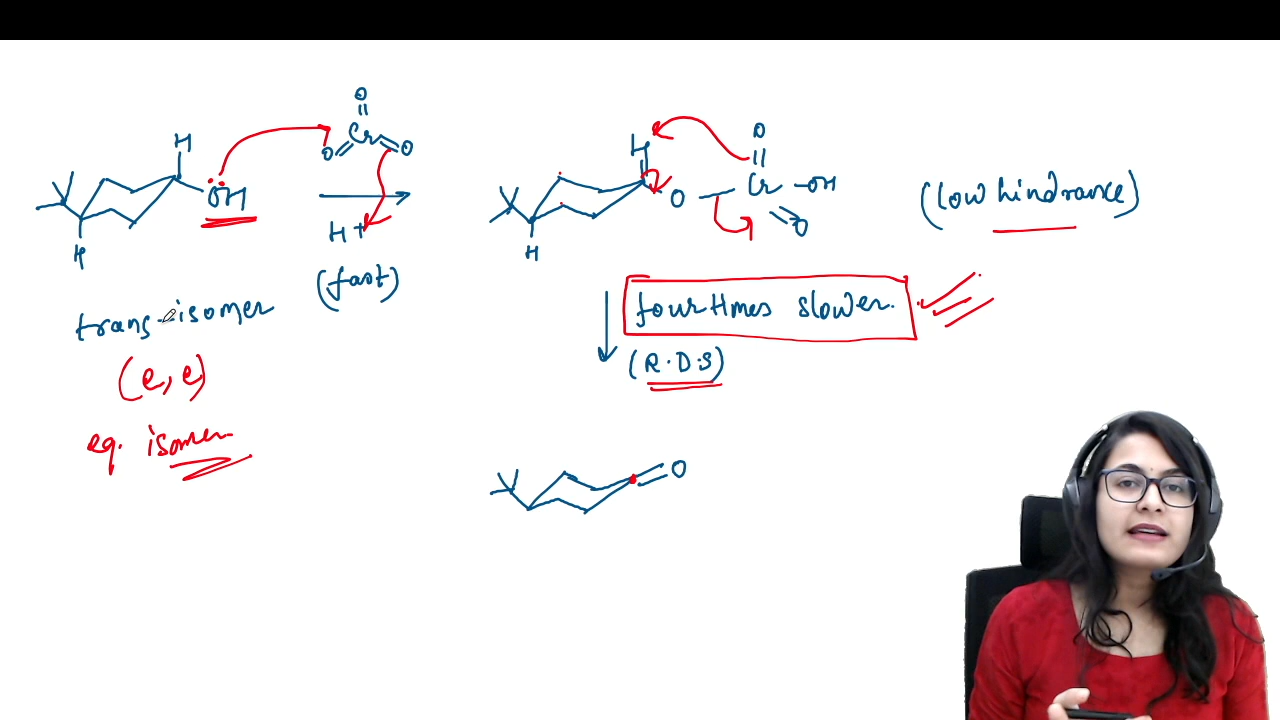 H
OH
H
O
Cr
O
O
H+
(fast)
trans-isomer
(e, e)
eq. isomer
H
O
Cr
O
OH
O
H
(low hindrance)
four times slower.
(R.D.S)
O